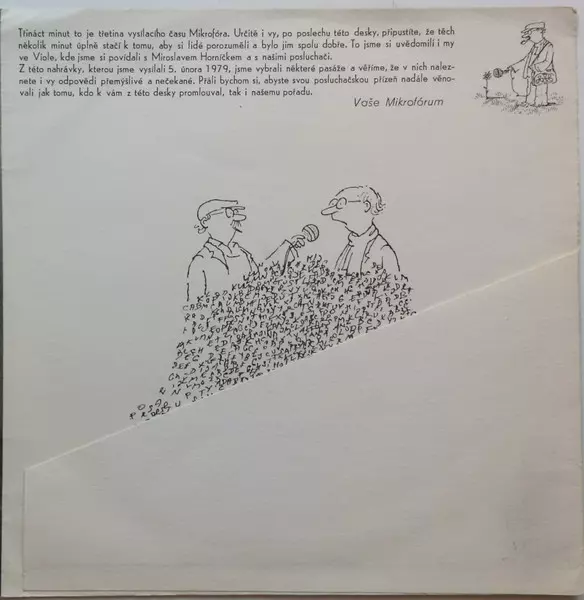 Třináct minut to je třetina vysílacího času Mikrofóra. Určitě i vy, po poslechu této desky, připustíte, že těch
několik minut úplně stačí k tomu, aby si lidé porozuměli a bylo jim spolu dobře. To jsme si uvědomili i my
ve Viole, kde jsme si povídali s Miroslavem Horníčkem a s našimi posluchači.
Z této nahrávky, kterou jsme vysílali 5. února 1979, jsme vybrali některé pasáže a věříme, že v nich nalez-
nete i vy odpovědi přemýšlivé a nečekané. Přáli bychom si, abyste svou posluchačskou přízeň nadále věno-
vali jak tomu, kdo k vám z této desky promlouval, tak i našemu pořadu.
Vaše Mikrofórum